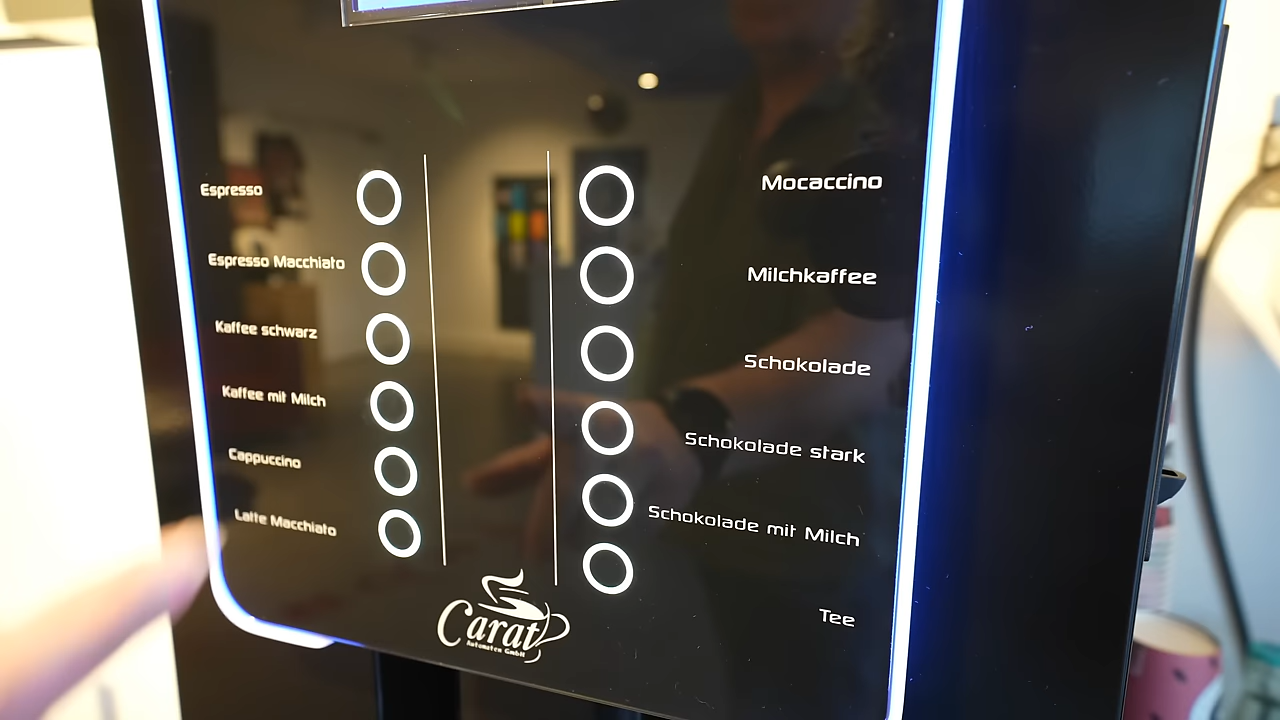 Espresso
Espresso Macchiato
Kaffee schwarz
Kaffee mit Milch
Cappuccino
Latte Macchiato
Mocaccino
Milchkaffee
Schokolade
Schokolade stark
Schokolade mit Milch
Tee
Carat
Automaten GmbH